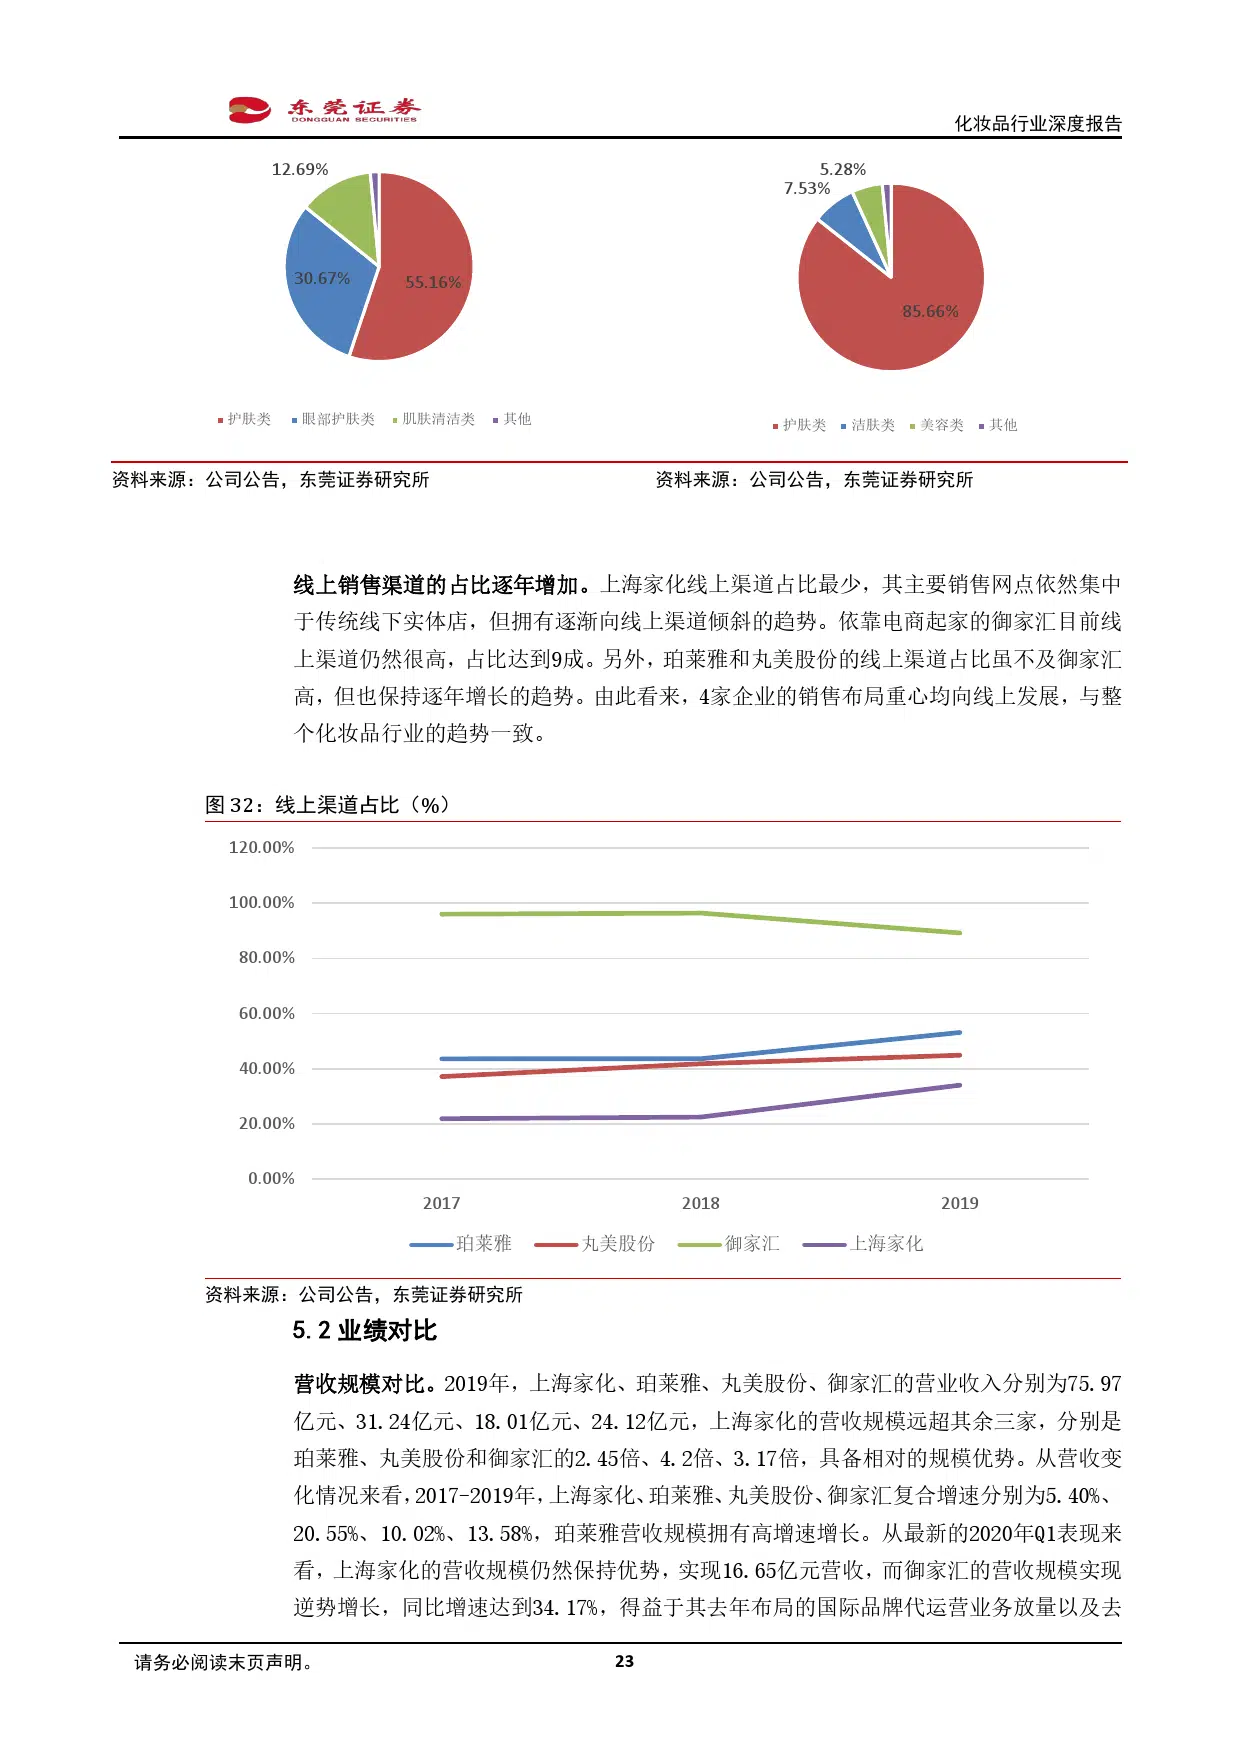 东莞证券
DONGGUAN SECURITIES
化妆品行业深度报告
12.69%
30.67%
55.16%
护肤类 眼部护肤类 肌肤清洁类 其他
5.28%
7.53%
85.66%
护肤类 洁肤类 美容类 其他
资料来源：公司公告，东莞证券研究所
资料来源：公司公告，东莞证券研究所
线上销售渠道的占比逐年增加。上海家化线上渠道占比最少，其主要销售网点依然集中
于传统线下实体店，但拥有逐渐向线上渠道倾斜的趋势。依靠电商起家的御家汇目前线
上渠道仍然很高，占比达到9成。另外，珀莱雅和丸美股份的线上渠道占比虽不及御家汇
高，但也保持逐年增长的趋势。由此看来，4家企业的销售布局重心均向线上发展，与整
个化妆品行业的趋势一致。
图 32：线上渠道占比（%）
120.00%
100.00%
80.00%
60.00%
40.00%
20.00%
0.00%
2017 2018 2019
珀莱雅 丸美股份 御家汇 上海家化
资料来源：公司公告，东莞证券研究所
5.2 业绩对比
营收规模对比。2019年，上海家化、珀莱雅、丸美股份、御家汇的营业收入分别为75.97
亿元、31.24亿元、18.01亿元、24.12亿元，上海家化的营收规模远超其余三家，分别是
珀莱雅、丸美股份和御家汇的2.45倍、4.2倍、3.17倍，具备相对的规模优势。从营收变
化情况来看，2017-2019年，上海家化、珀莱雅、丸美股份、御家汇复合增速分别为5.40%、
20.55%、10.02%、13.58%，珀莱雅营收规模拥有高增速增长。从最新的2020年Q1表现来
看，上海家化的营收规模仍然保持优势，实现16.65亿元营收，而御家汇的营收规模实现
逆势增长，同比增速达到34.17%，得益于其去年布局的国际品牌代运营业务放量以及去
请务必阅读末页声明。
23